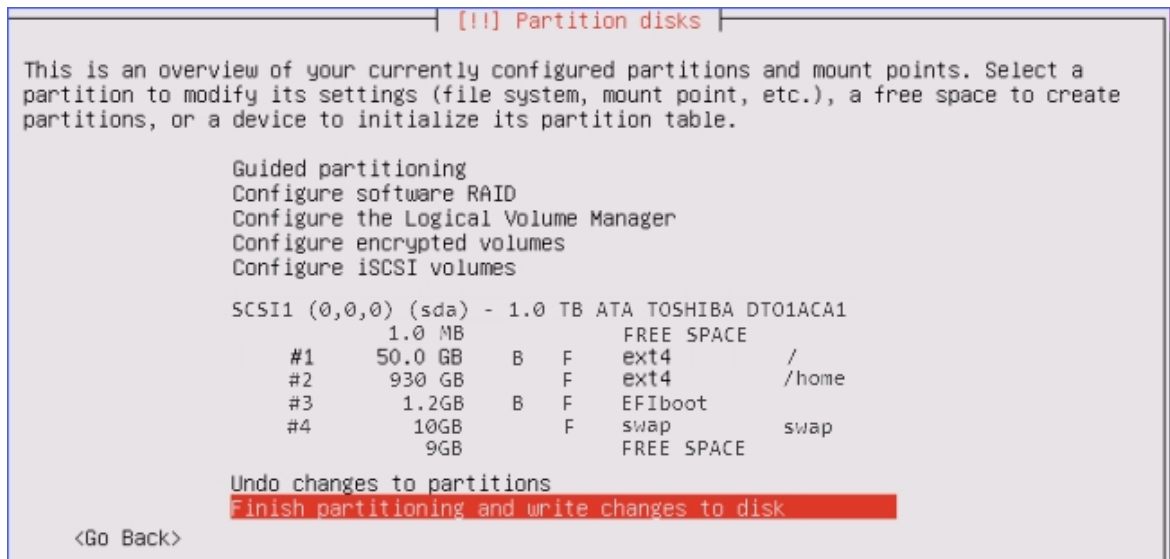 [!!] Partition disks
This is an overview of your currently configured partitions and mount points. Select a
partition to modify its settings (file system, mount point, etc.), a free space to create
partitions, or a device to initialize its partition table.
Guided partitioning
Configure software RAID
Configure the Logical Volume Manager
Configure encrypted volumes
Configure iSCSI volumes
SCSI1 (0,0,0) (sda) - 1.0 TB ATA TOSHIBA DTO1ACA1
1.0 MB FREE SPACE
#1 50.0 GB B F ext4 /
#2 930 GB F ext4 /home
#3 1.2GB B F EFIboot
#4 10GB F swap swap
9GB FREE SPACE
Undo changes to partitions
Finish partitioning and write changes to disk
<Go Back>